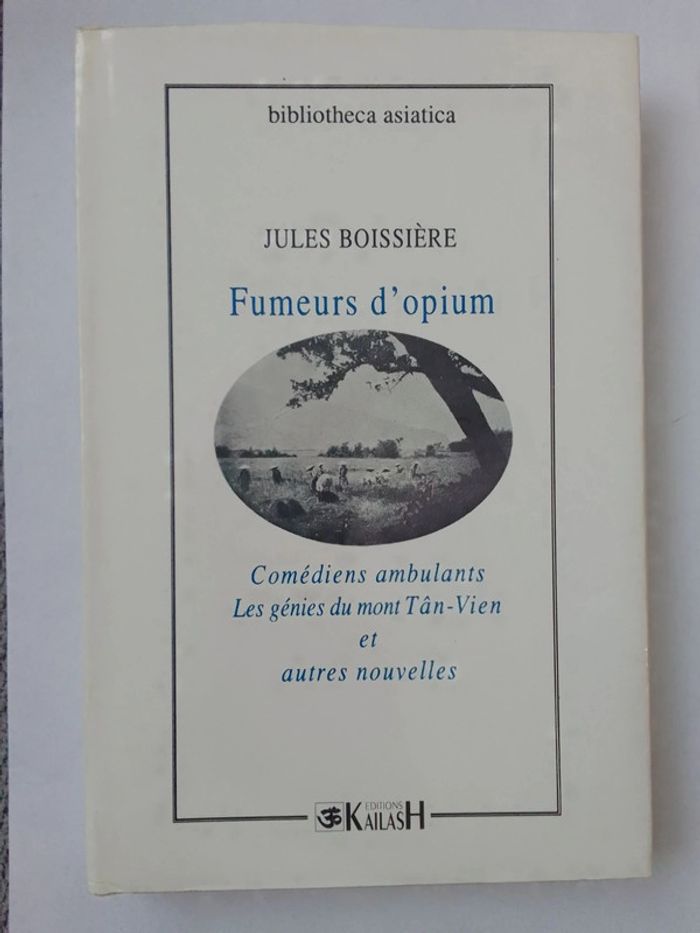 bibliotheca asiatica
JULES BOISSIÈRE
Fumeurs d'opium
Comédiens ambulants
Les génies du mont Tân-Vien
et
autres nouvelles
ॐ EDITIONS
KAILASH